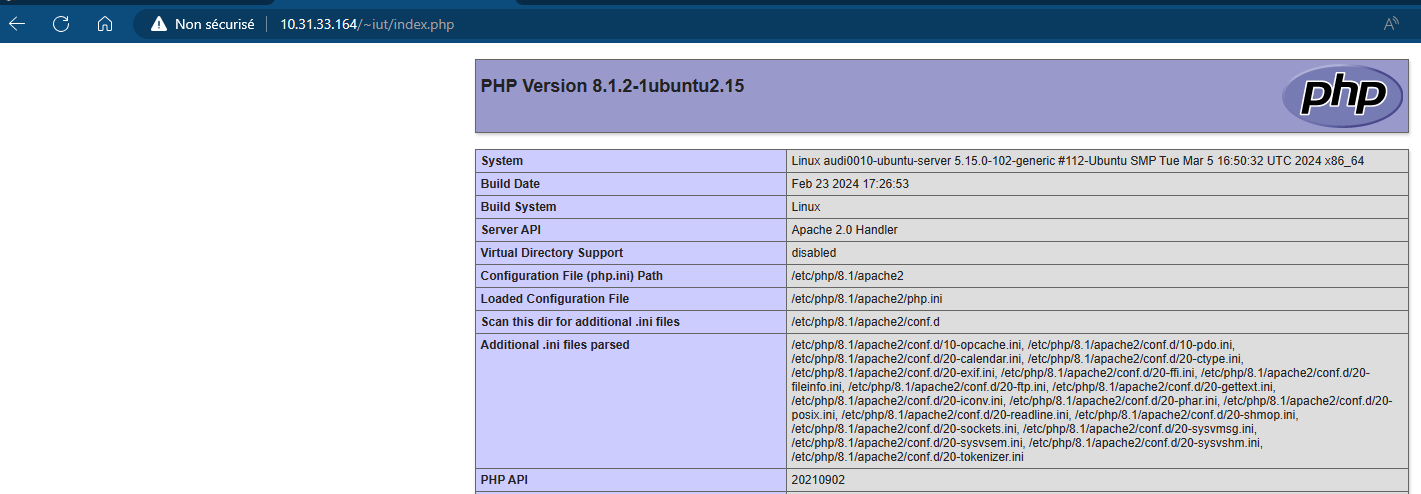 Non sécurisé 10.31.33.164/~iut/index.php A
PHP Version 8.1.2-1ubuntu2.15 php
System Linux audi0010-ubuntu-server 5.15.0-102-generic #112-Ubuntu SMP Tue Mar 5 16:50:32 UTC 2024 x86_64
Build Date Feb 23 2024 17:26:53
Build System Linux
Server API Apache 2.0 Handler
Virtual Directory Support disabled
Configuration File (php.ini) Path /etc/php/8.1/apache2
Loaded Configuration File /etc/php/8.1/apache2/php.ini
Scan this dir for additional .ini files /etc/php/8.1/apache2/conf.d
Additional .ini files parsed /etc/php/8.1/apache2/conf.d/10-opcache.ini, /etc/php/8.1/apache2/conf.d/10-pdo.ini,
/etc/php/8.1/apache2/conf.d/20-calendar.ini, /etc/php/8.1/apache2/conf.d/20-ctype.ini,
/etc/php/8.1/apache2/conf.d/20-exif.ini, /etc/php/8.1/apache2/conf.d/20-ffi.ini, /etc/php/8.1/apache2/conf.d/20-
fileinfo.ini, /etc/php/8.1/apache2/conf.d/20-ftp.ini, /etc/php/8.1/apache2/conf.d/20-gettext.ini,
/etc/php/8.1/apache2/conf.d/20-iconv.ini, /etc/php/8.1/apache2/conf.d/20-phar.ini, /etc/php/8.1/apache2/conf.d/20-
posix.ini, /etc/php/8.1/apache2/conf.d/20-readline.ini, /etc/php/8.1/apache2/conf.d/20-shmop.ini,
/etc/php/8.1/apache2/conf.d/20-sockets.ini, /etc/php/8.1/apache2/conf.d/20-sysvmsg.ini,
/etc/php/8.1/apache2/conf.d/20-sysvsem.ini, /etc/php/8.1/apache2/conf.d/20-sysvshm.ini,
/etc/php/8.1/apache2/conf.d/20-tokenizer.ini
PHP API 20210902